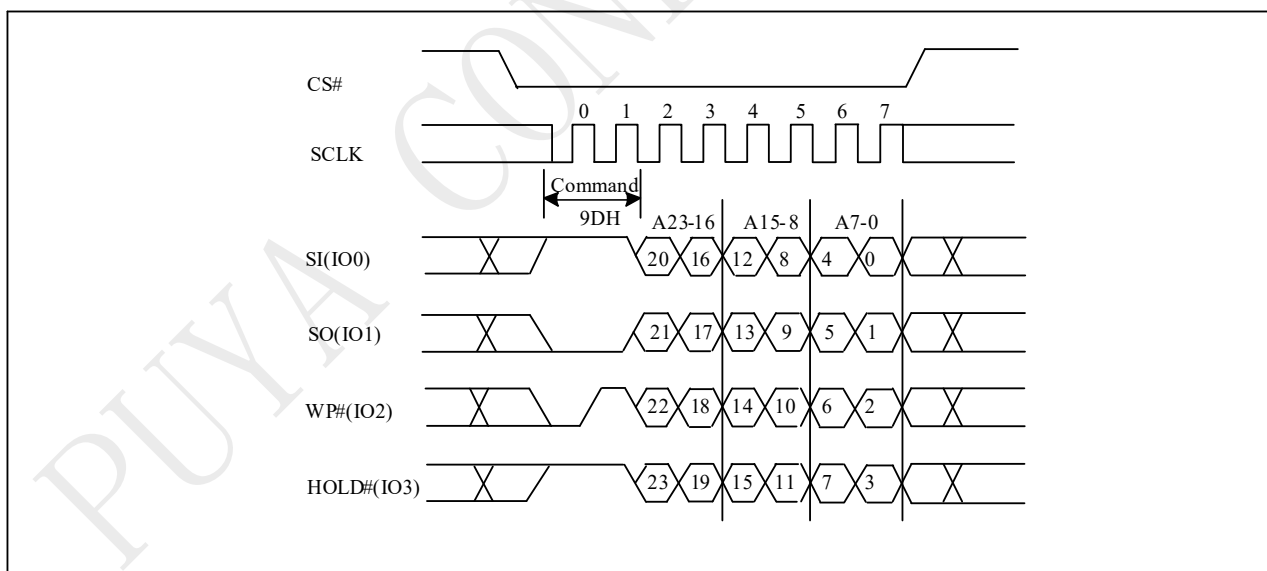 PUYA CON
CS#
0 1 2 3 4 5 6 7
SCLK
Command
9DH
A23-16 A15-8 A7-0
SI(IO0) 20 16 12 8 4 0
SO(IO1) 21 17 13 9 5 1
WP#(IO2) 22 18 14 10 6 2
HOLD#(IO3) 23 19 15 11 7 3